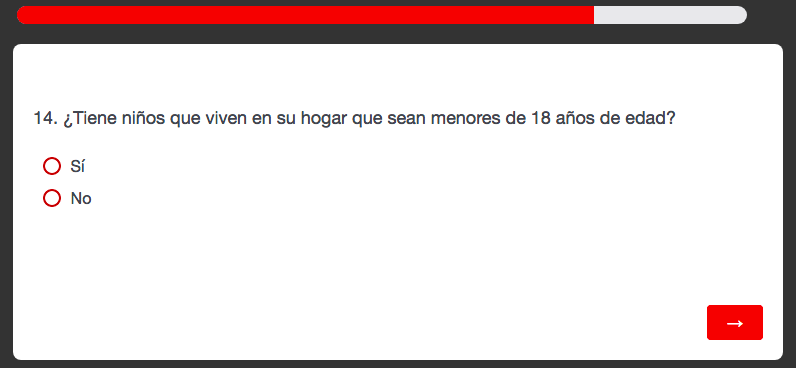 14. ¿Tiene niños que viven en su hogar que sean menores de 18 años de edad?
Sí
No
→